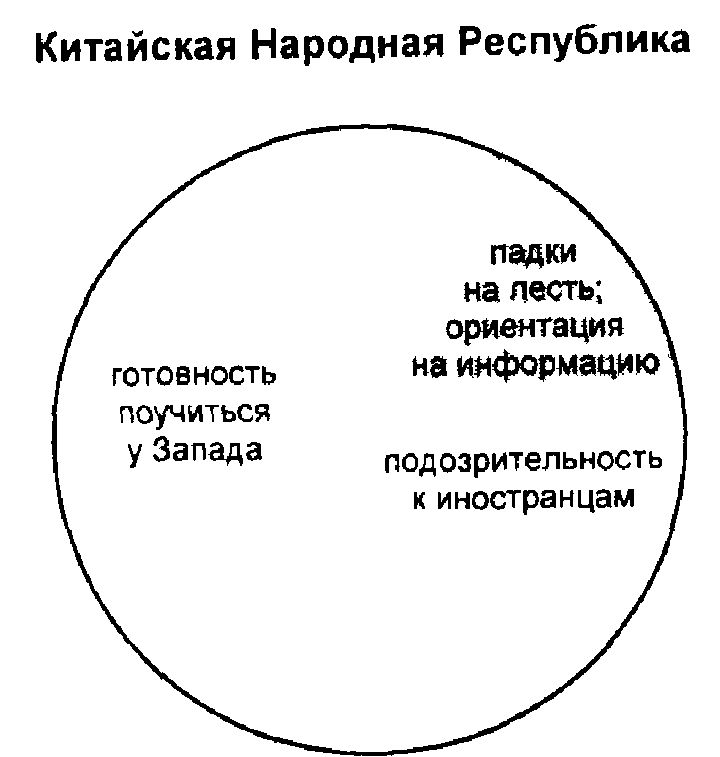 Китайская Народная Республика
падки
на лесть;
ориентация
на информацию
готовность
поучиться
у Запада
подозрительность
к иностранцам